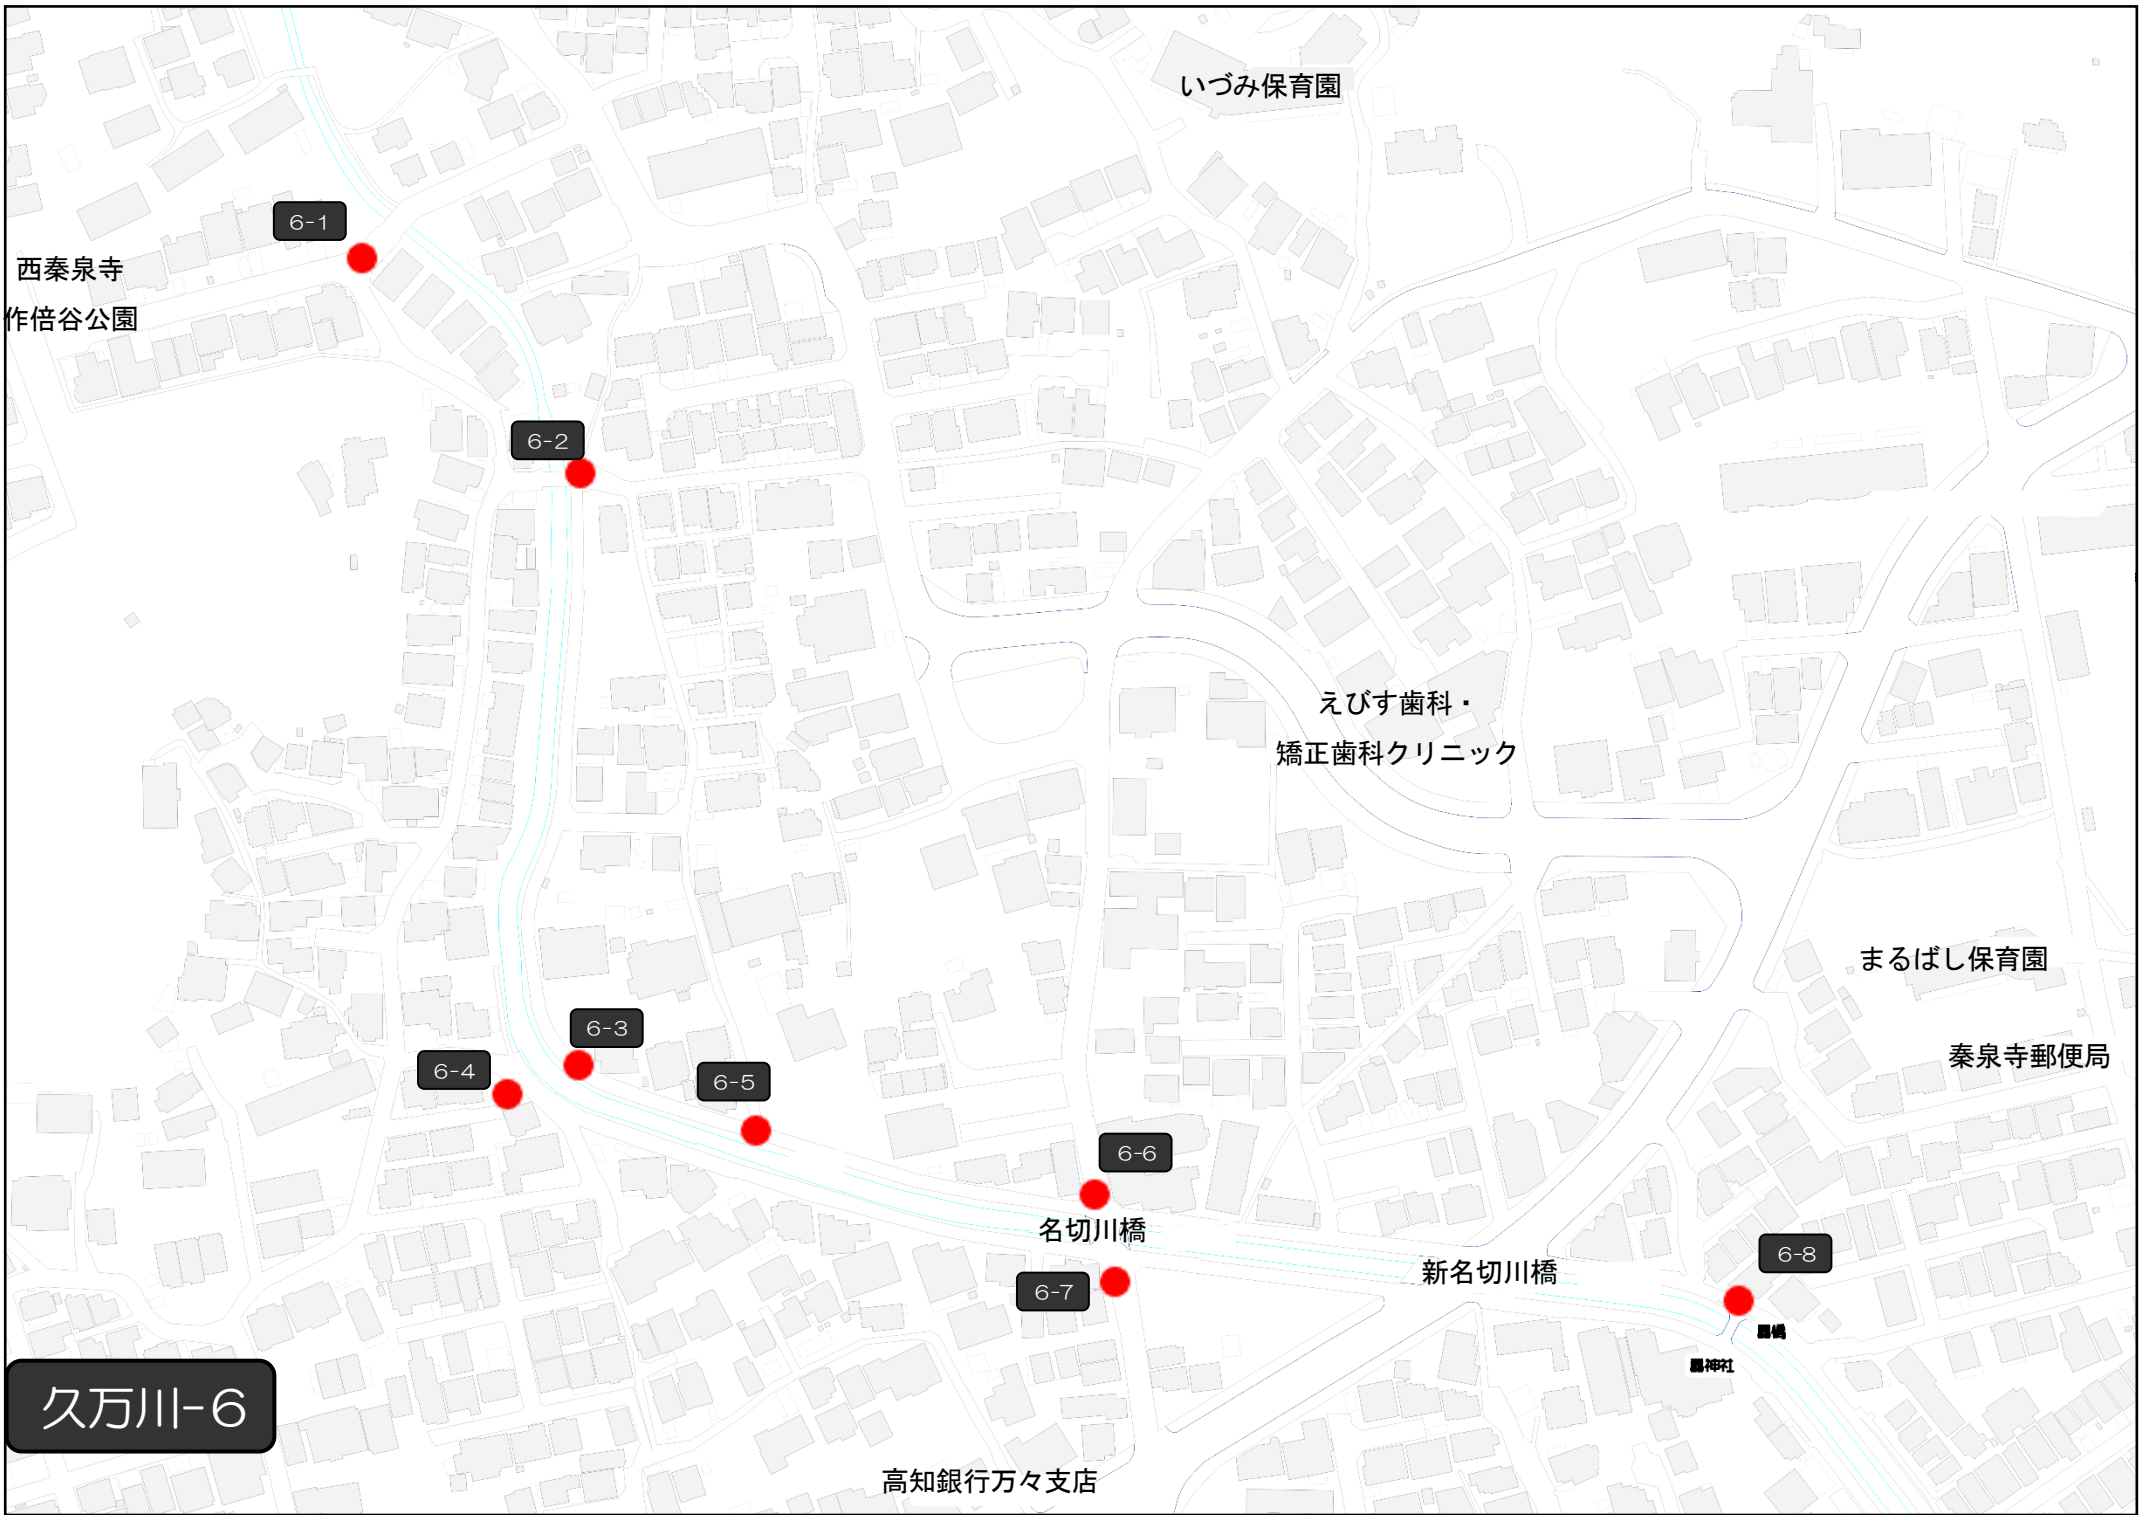 いづみ保育園
6-1
西秦泉寺
作倍谷公園
6-2
えびす歯科・
矯正歯科クリニック
まるばし保育園
6-3
秦泉寺郵便局
6-4
6-5
6-6
名切川橋
6-8
新名切川橋
6-7
神社
久万川-6
高知銀行万々支店